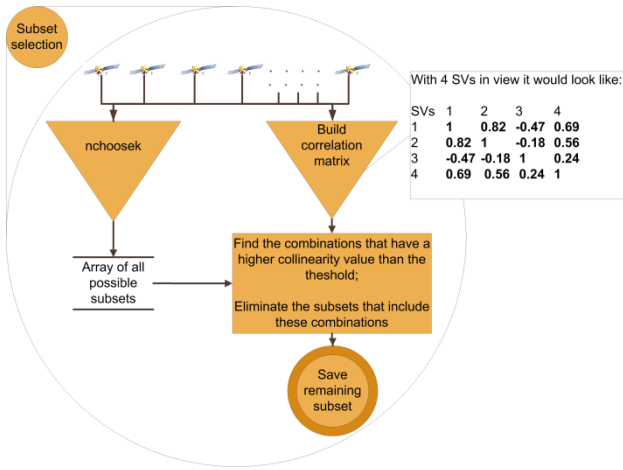 Subset
selection
With 4 SVs in view it would look like:
SVs 1 2 3 4
1 1 0.82 -0.47 0.69
2 0.82 1 -0.18 0.56
3 -0.47 -0.18 1 0.24
4 0.69 0.56 0.24 1
nchoosek
Build
correlation
matrix
Array of all
possible
subsets
Find the combinations that have a
higher collinearity value than the
theshold;
Eliminate the subsets that include
these combinations
Save
remaining
subset